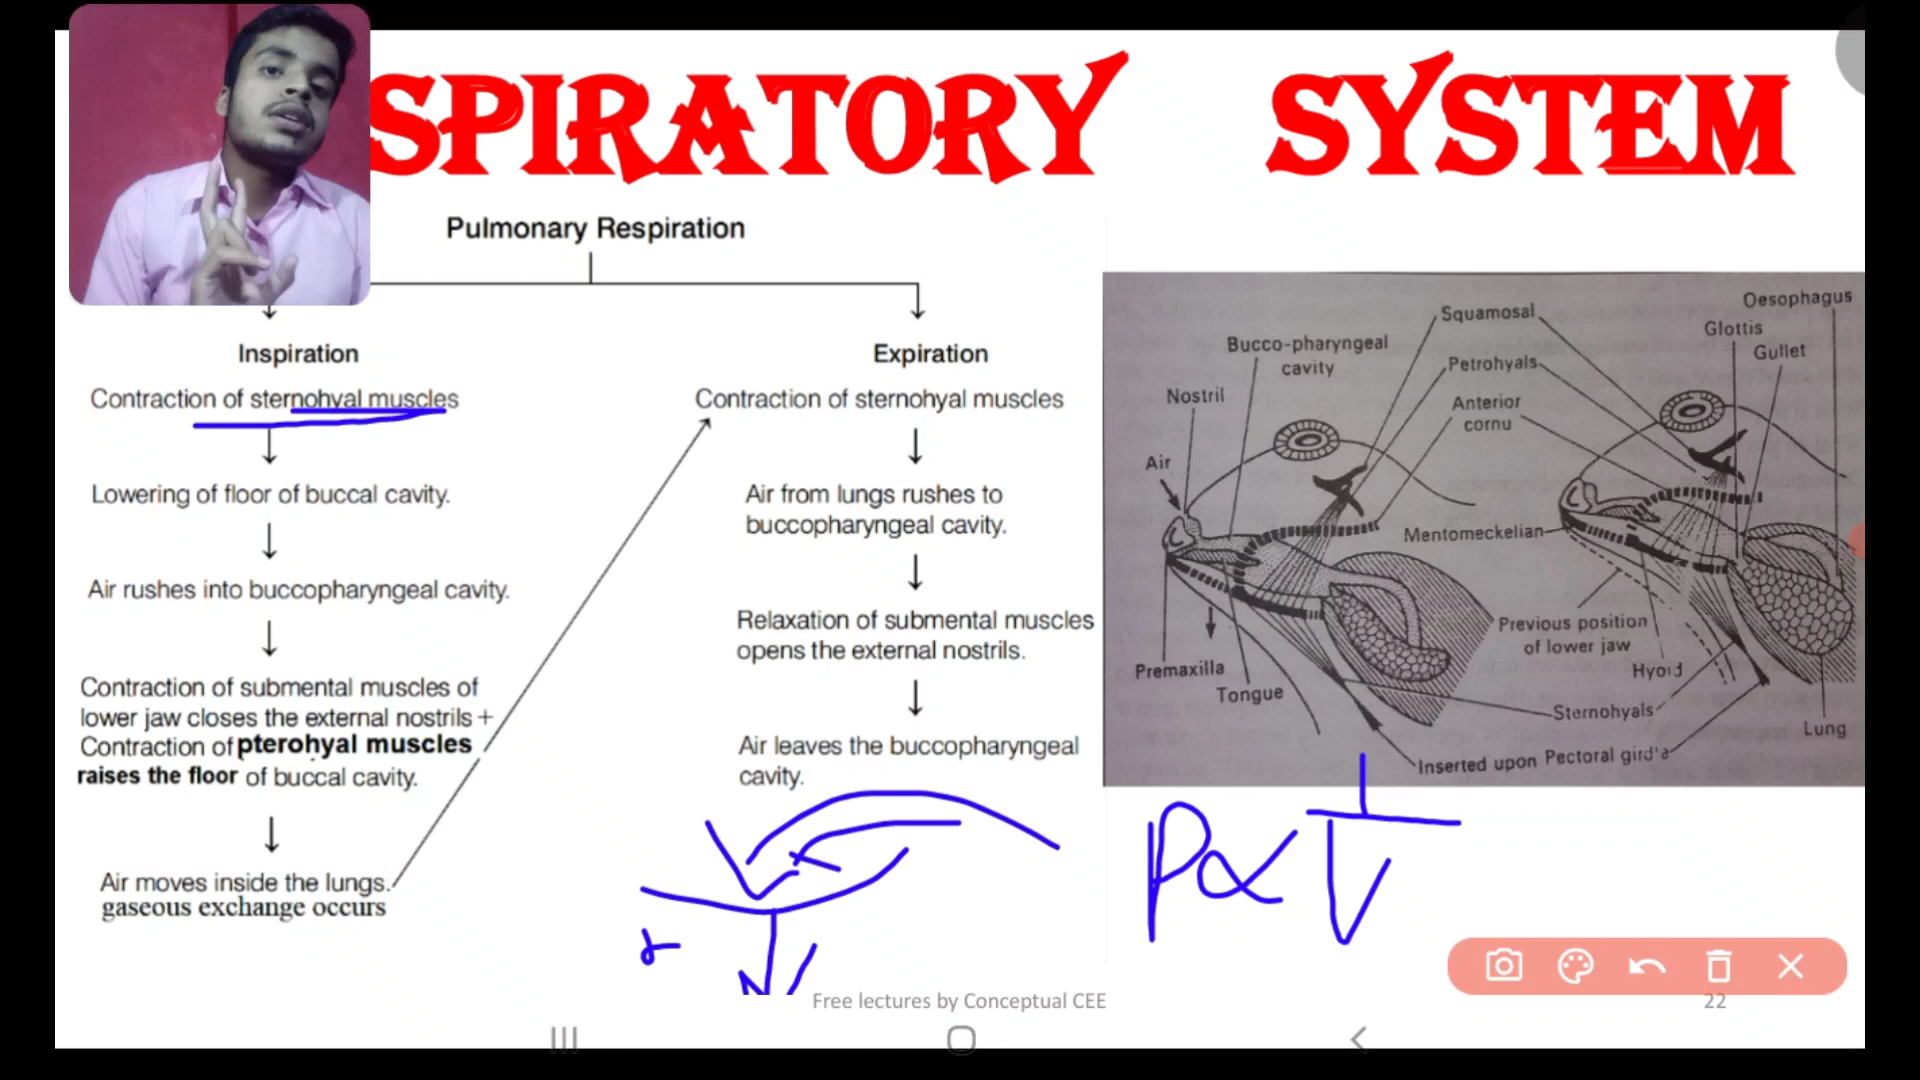 SPIRATORY SYSTEM
Pulmonary Respiration
Inspiration
Contraction of sternohyal muscles
Lowering of floor of buccal cavity.
Air rushes into buccopharyngeal cavity.
Contraction of submental muscles of
lower jaw closes the external nostrils +
Contraction of pterohyal muscles
raises the floor of buccal cavity.
Air moves inside the lungs.
gaseous exchange occurs
Expiration
Contraction of sternohyal muscles
Air from lungs rushes to
buccopharyngeal cavity.
Relaxation of submental muscles
opens the external nostrils.
Air leaves the buccopharyngeal
cavity.
Squamosal
Oesophagus
Glottis
Gullet
Bucco-pharyngeal
cavity
Petrohyals
Nostril
Anterior
cornu
Air
Mentomeckelian
Previous position
of lower jaw
Premaxilla
Hyoid
Tongue
Sternohyals
Lung
Inserted upon Pectoral gird'e
P∝1/V
Free lectures by Conceptual CEE
22